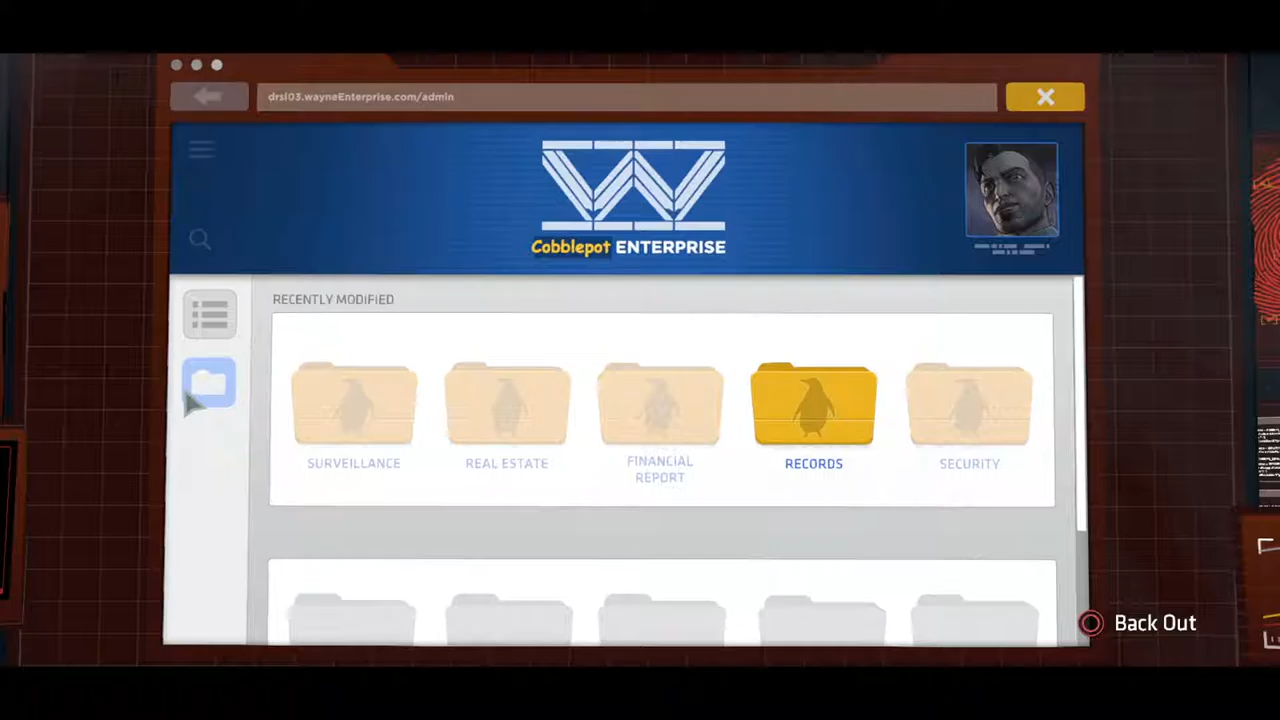 drsl03.wayneEnterprise.com/admin
Cobblepot ENTERPRISE
RECENTLY MODIFIED
SURVEILLANCE
REAL ESTATE
FINANCIAL
REPORT
RECORDS
SECURITY
Back Out